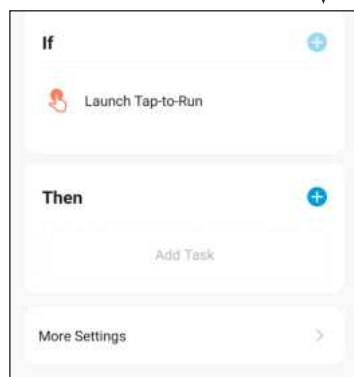 If
Launch Tap-to-Run
Then
Add Task
More Settings